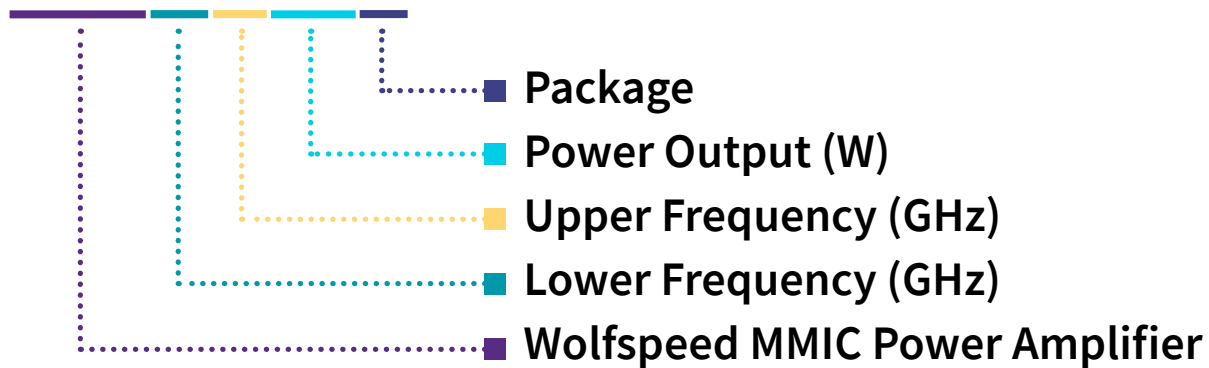 Package
Power Output (W)
Upper Frequency (GHz)
Lower Frequency (GHz)
Wolfspeed MMIC Power Amplifier